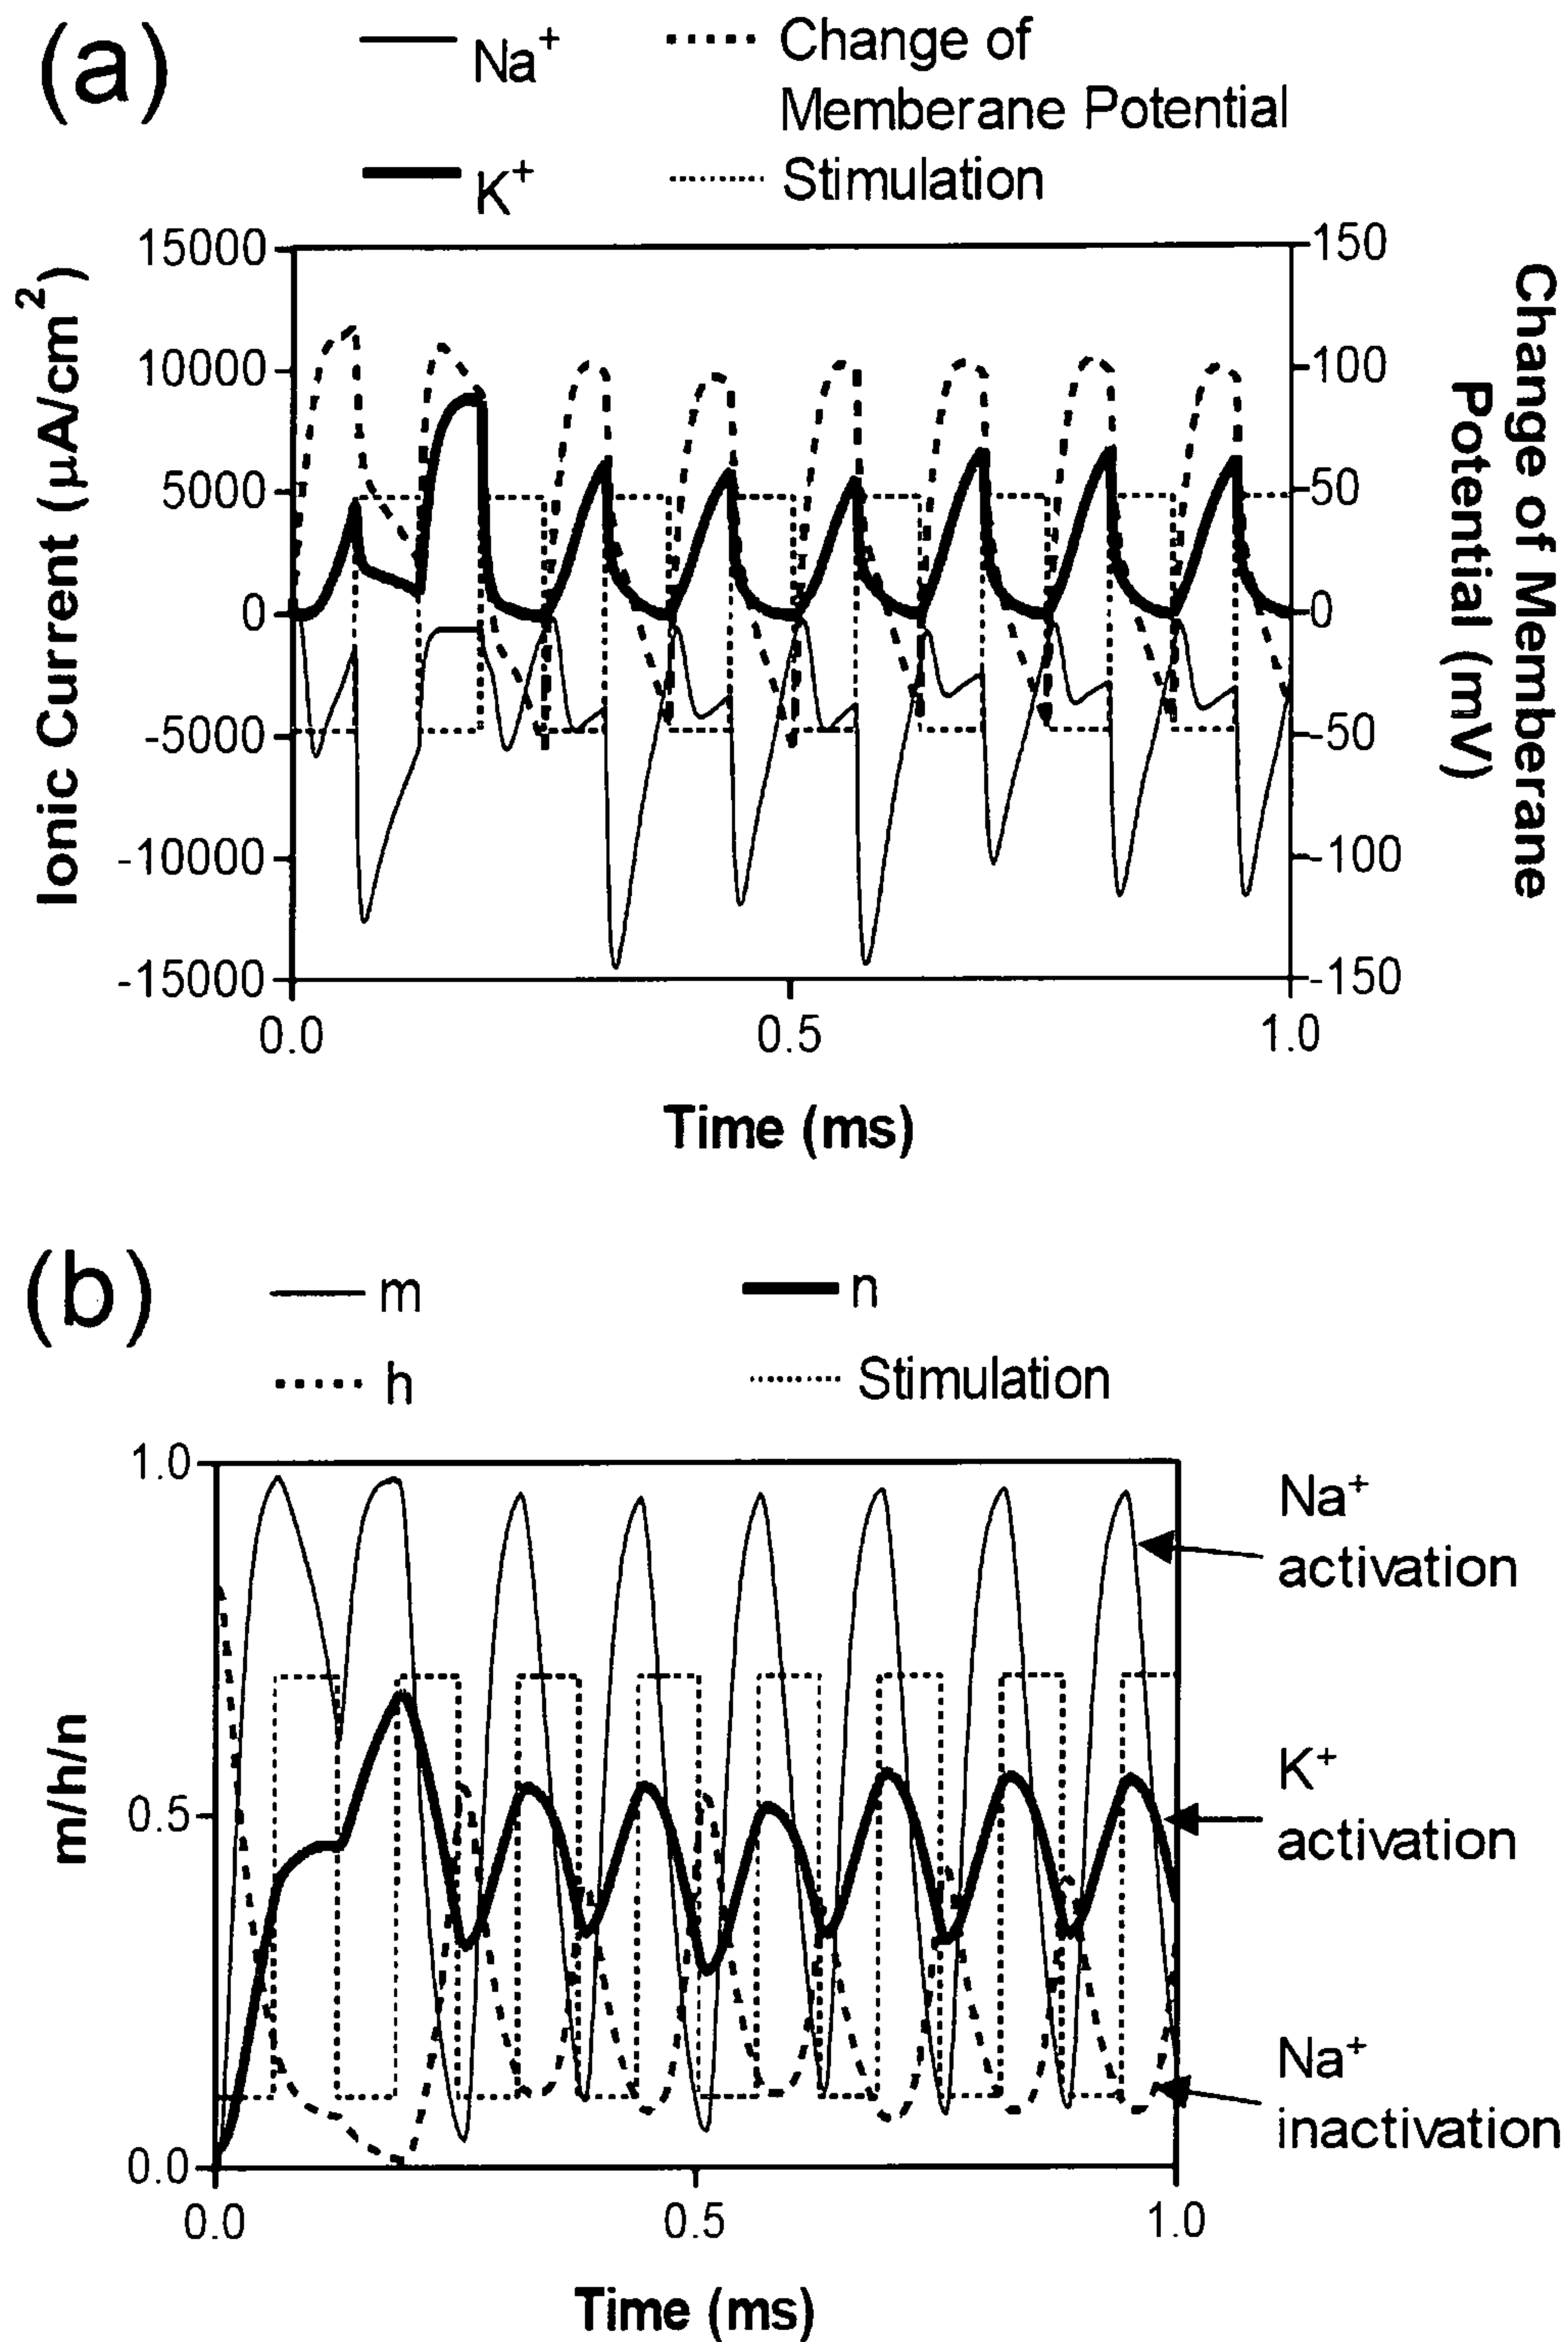 (a)
Na+
Change of
Memberane Potential
K+
Stimulation
15000
10000
5000
0
-5000
-10000
-15000
150
100
50
0
-50
-100
-150
Ionic Current (µA/cm2)
Change of Memberane
Potential (mV)
0.0
0.5
1.0
Time (ms)
(b)
m
n
h
Stimulation
1.0
0.5
0.0
m/h/n
Na+
activation
K+
activation
Na+
inactivation
0.0
0.5
1.0
Time (ms)